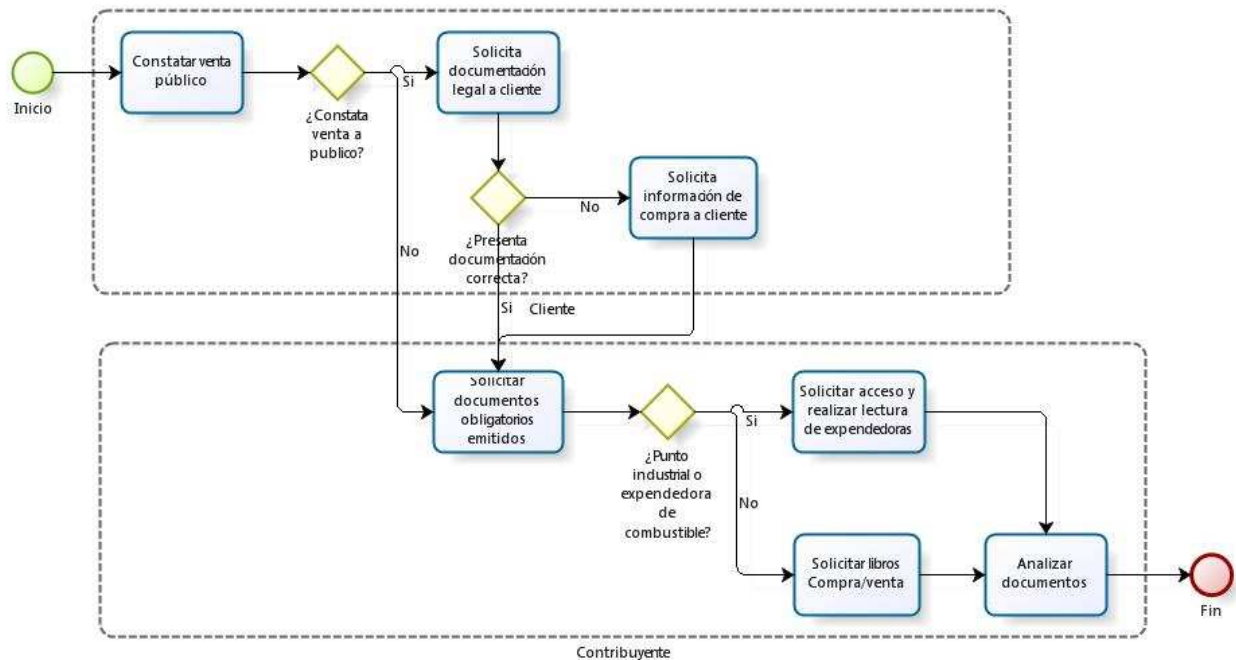 Inicio
Constatar venta
público
¿Constata
venta a
publico?
Si
Solicita
documentación
legal a cliente
¿Presenta
documentación
correcta?
No
Solicita
información de
compra a cliente
No
Si
Cliente
Solicitar
documentos
obligatorios
emitidos
¿Punto
industrial o
expendedora
de
combustible?
Si
Solicitar acceso y
realizar lectura
de expendedoras
No
Solicitar libros
Compra/venta
Analizar
documentos
Fin
Contribuyente